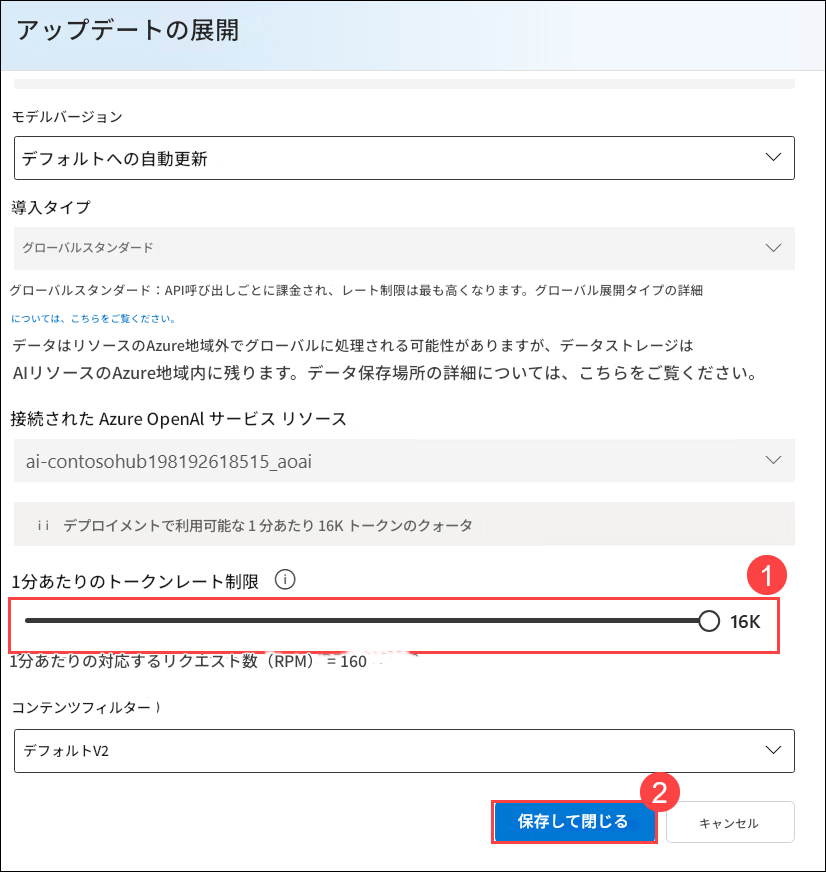 アップデートの展開
モデルバージョン
デフォルトへの自動更新
導入タイプ
グローバルスタンダード
グローバルスタンダード：API呼び出しごとに課金され、レート制限は最も高くなります。グローバル展開タイプの詳細
については、こちらをご覧ください。
データはリソースのAzure地域外でグローバルに処理される可能性がありますが、データストレージは
AIリソースのAzure地域内に残ります。データ保存場所の詳細については、こちらをご覧ください。
接続された Azure OpenAl サービス リソース
ai-contosohub198192618515_aoai
ii デプロイメントで利用可能な 1 分あたり 16K トークンのクォータ
1分あたりのトークンレート制限 i
1
16K
1分あたりの対応するリクエスト数（RPM） = 160
コンテンツフィルター )
デフォルトV2
2
保存して閉じる キャンセル